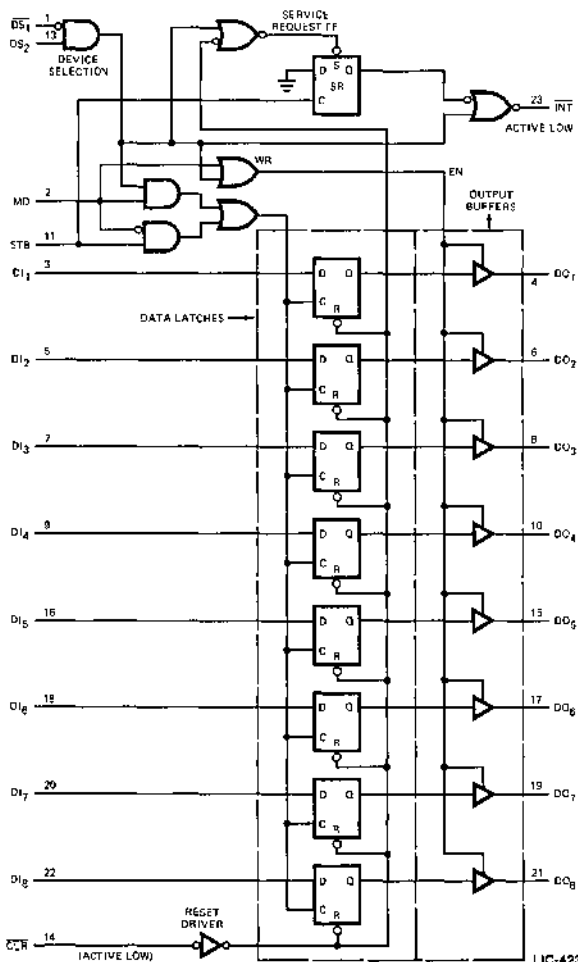 DS1 1
DS2 13
DEVICE
SELECTION
SERVICE
REQUEST FF
D S Q
SR
C
23 INT
(ACTIVE LOW)
MD 2
WR
EN
OUTPUT
BUFFERS
STB 11
DI1 3 D Q C R 4 DO1
DATA LATCHES
DI2 5 D Q C R 6 DO2
DI3 7 D Q C R 8 DO3
DI4 9 D Q C R 10 DO4
DI5 16 D Q C R 15 DO5
DI6 18 D Q C R 17 DO6
DI7 20 D Q C R 19 DO7
DI8 22 D Q C R 21 DO8
RESET
DRIVER
CLR 14
(ACTIVE LOW)